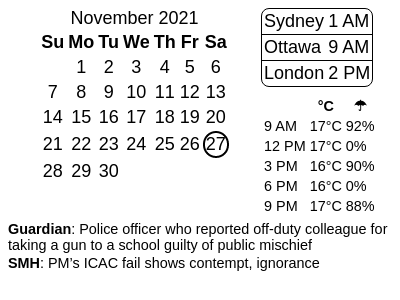 November 2021
Su Mo Tu We Th Fr Sa
1 2 3 4 5 6
7 8 9 10 11 12 13
14 15 16 17 18 19 20
21 22 23 24 25 26 27
28 29 30
Sydney 1 AM
Ottawa 9 AM
London 2 PM
°C ☂
9 AM 17°C 92%
12 PM 17°C 0%
3 PM 16°C 90%
6 PM 16°C 0%
9 PM 17°C 88%
Guardian: Police officer who reported off-duty colleague for
taking a gun to a school guilty of public mischief
SMH: PM's ICAC fail shows contempt, ignorance